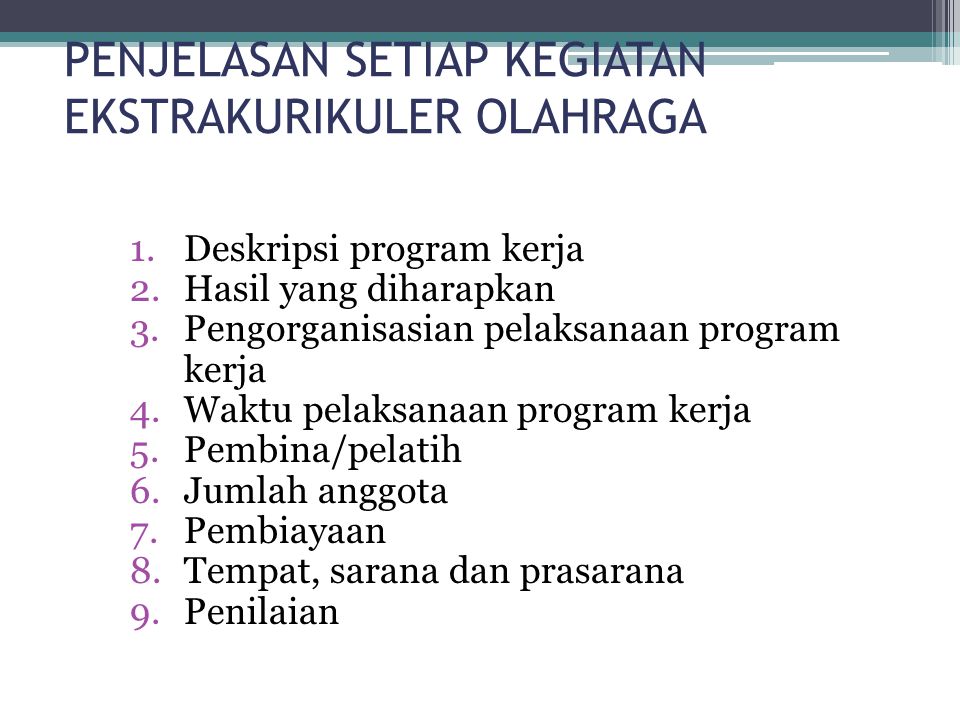 PENJELASAN SETIAP KEGIATAN
EKSTRAKURIKULER OLAHRAGA
1. Deskripsi program kerja
2. Hasil yang diharapkan
3. Pengorganisasian pelaksanaan program
kerja
4. Waktu pelaksanaan program kerja
5. Pembina/pelatih
6. Jumlah anggota
7. Pembiayaan
8. Tempat, sarana dan prasarana
9. Penilaian